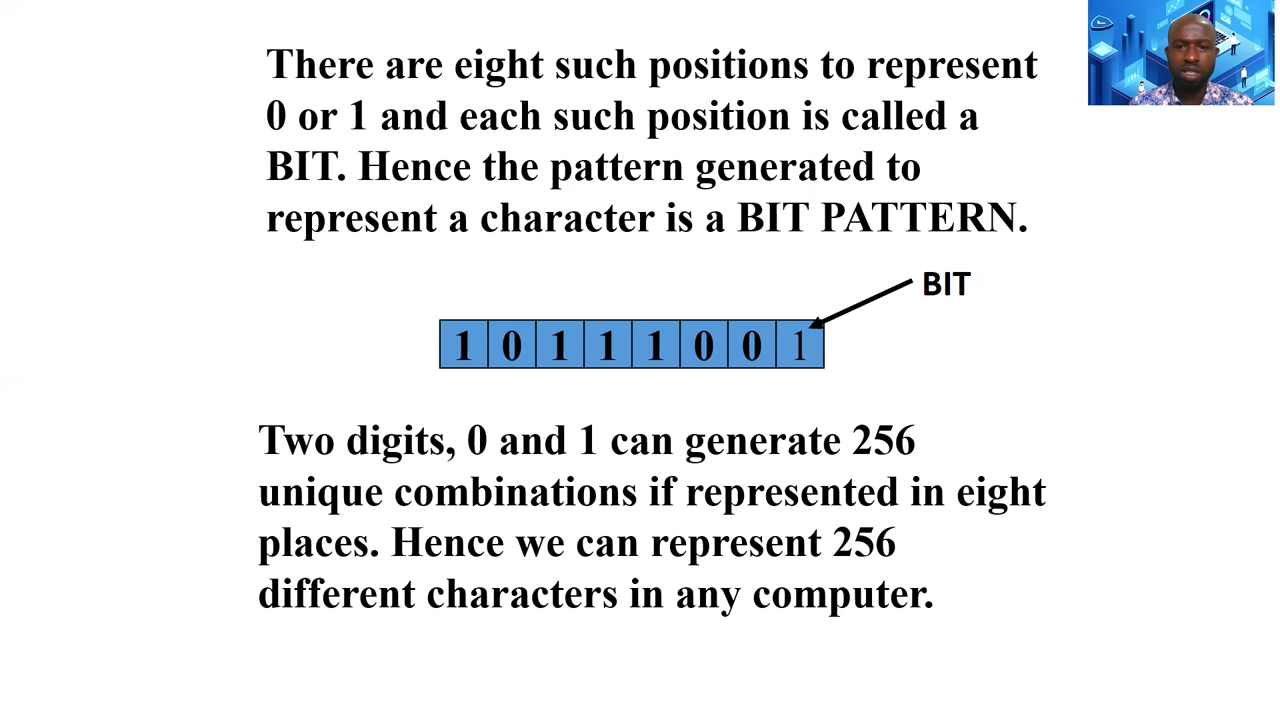 There are eight such positions to represent
0 or 1 and each such position is called a
BIT. Hence the pattern generated to
represent a character is a BIT PATTERN.
BIT
1 0 1 1 1 0 0 1
Two digits, 0 and 1 can generate 256
unique combinations if represented in eight
places. Hence we can represent 256
different characters in any computer.